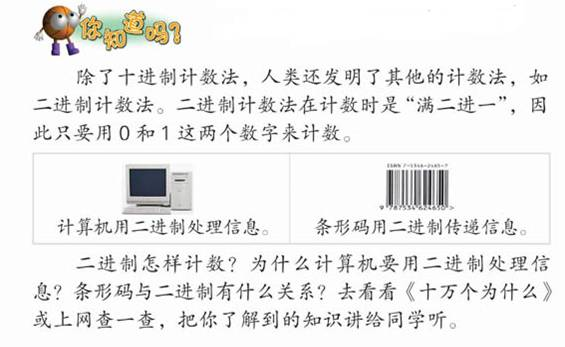 你知道吗？
除了十进制计数法，人类还发明了其他的计数法，如
二进制计数法。二进制计数法在计数时是“满二进一”，因
此只要用0和1这两个数字来计数。
ISBN 7-5346-2465-7
9 787534 624650 >
计算机用二进制处理信息。
条形码用二进制传递信息。
二进制怎样计数？为什么计算机要用二进制处理信
息？条形码与二进制有什么关系？去看看《十万个为什么》
或上网查一查，把你了解到的知识讲给同学听。